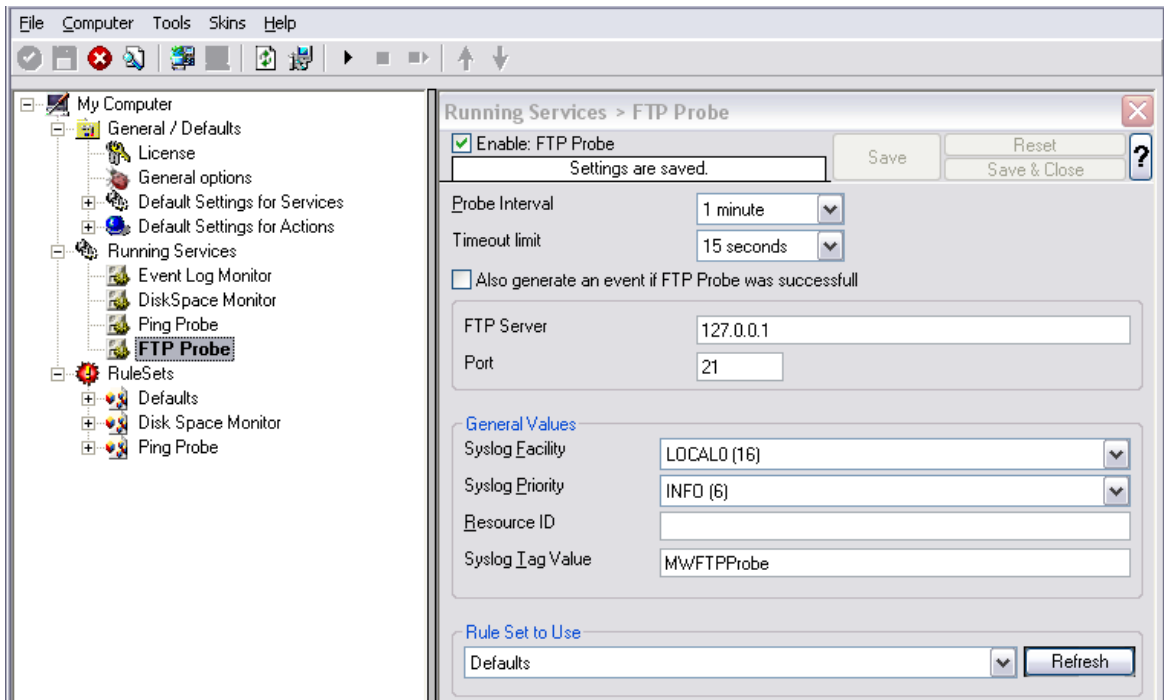 File Computer Tools Skins Help
My Computer
General / Defaults
License
General options
Default Settings for Services
Default Settings for Actions
Running Services
Event Log Monitor
DiskSpace Monitor
Ping Probe
FTP Probe
RuleSets
Defaults
Disk Space Monitor
Ping Probe
Running Services > FTP Probe
Enable: FTP Probe
Settings are saved.
Save
Reset
Save & Close
?
Probe Interval
1 minute
Timeout limit
15 seconds
Also generate an event if FTP Probe was successfull
FTP Server
127.0.0.1
Port
21
General Values
Syslog Facility
LOCAL0 (16)
Syslog Priority
INFO (6)
Resource ID
Syslog Tag Value
MWFTPProbe
Rule Set to Use
Defaults
Refresh